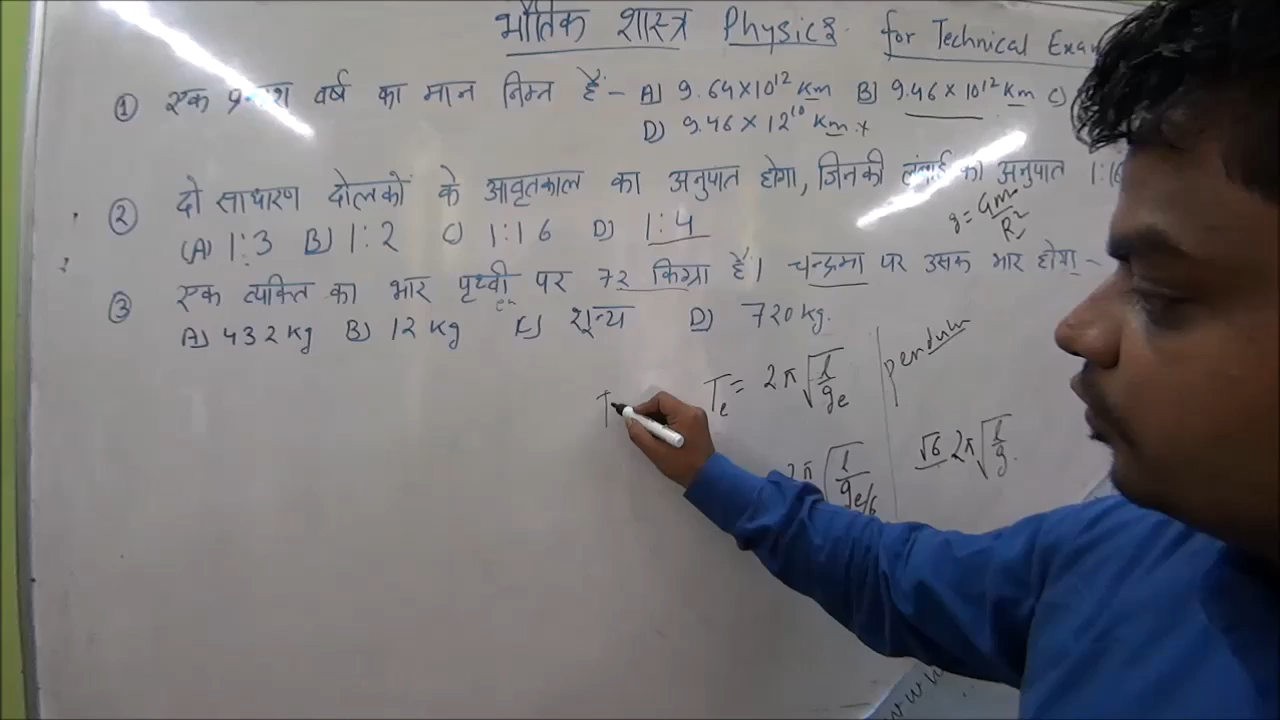 भौतिक शास्त्र Physics. for Technical Exam
① एक वर्ष का मान निम्न है:- A) 9.64×10¹² Km B) 9.46×10¹² Km C)
D) 9.46×12¹⁰ Km.
② दो साधारण दोलकों के आवृतकाल का अनुपात होगा, जिनकी लंबाई का अनुपात 1:16
(A) 1:3 B) 1:2 C) 1:16 D) 1:4
g = Gm/R²
③ एक व्यक्ति का भार पृथ्वी पर 72 किग्रा है। चन्द्रमा पर उसका भार होगा -
A) 432 kg B) 12 kg C) शून्य D) 720 kg.
Te = 2π√(l/ge) pendulum
T 2π√(l/(ge/6)) √6 2π√(l/g)
www